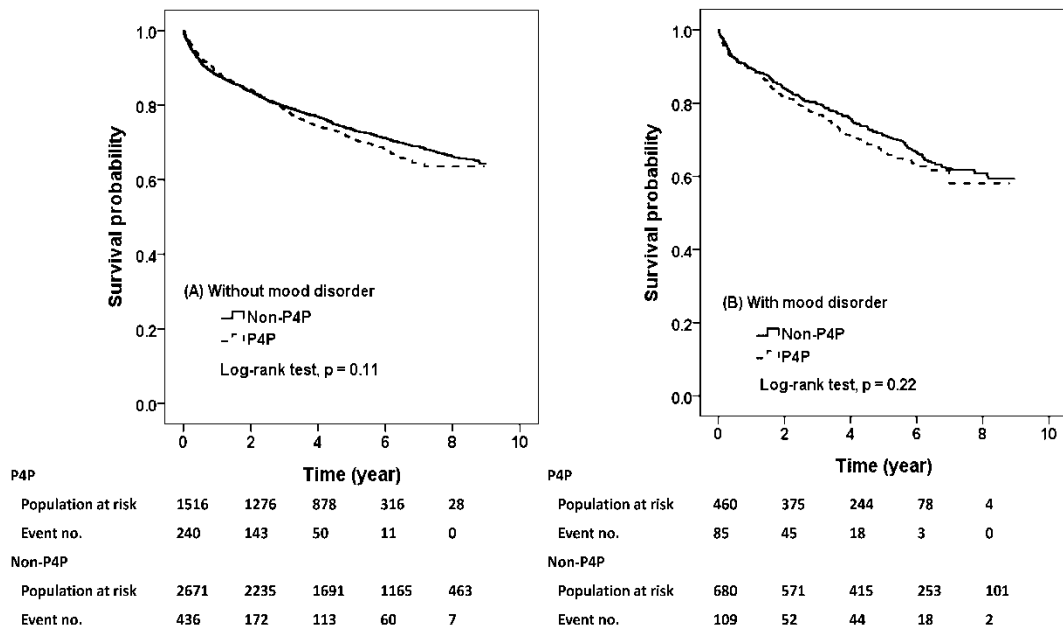 Survival probability
1.0
0.8
0.6
0.4
0.2
0.0
(A) Without mood disorder
Non-P4P
P4P
Log-rank test, p = 0.11
0 2 4 6 8 10
Time (year)
P4P
Population at risk 1516 1276 878 316 28
Event no. 240 143 50 11 0
Non-P4P
Population at risk 2671 2235 1691 1165 463
Event no. 436 172 113 60 7
Survival probability
1.0
0.8
0.6
0.4
0.2
0.0
(B) With mood disorder
Non-P4P
P4P
Log-rank test, p = 0.22
0 2 4 6 8 10
Time (year)
P4P
Population at risk 460 375 244 78 4
Event no. 85 45 18 3 0
Non-P4P
Population at risk 680 571 415 253 101
Event no. 109 52 44 18 2